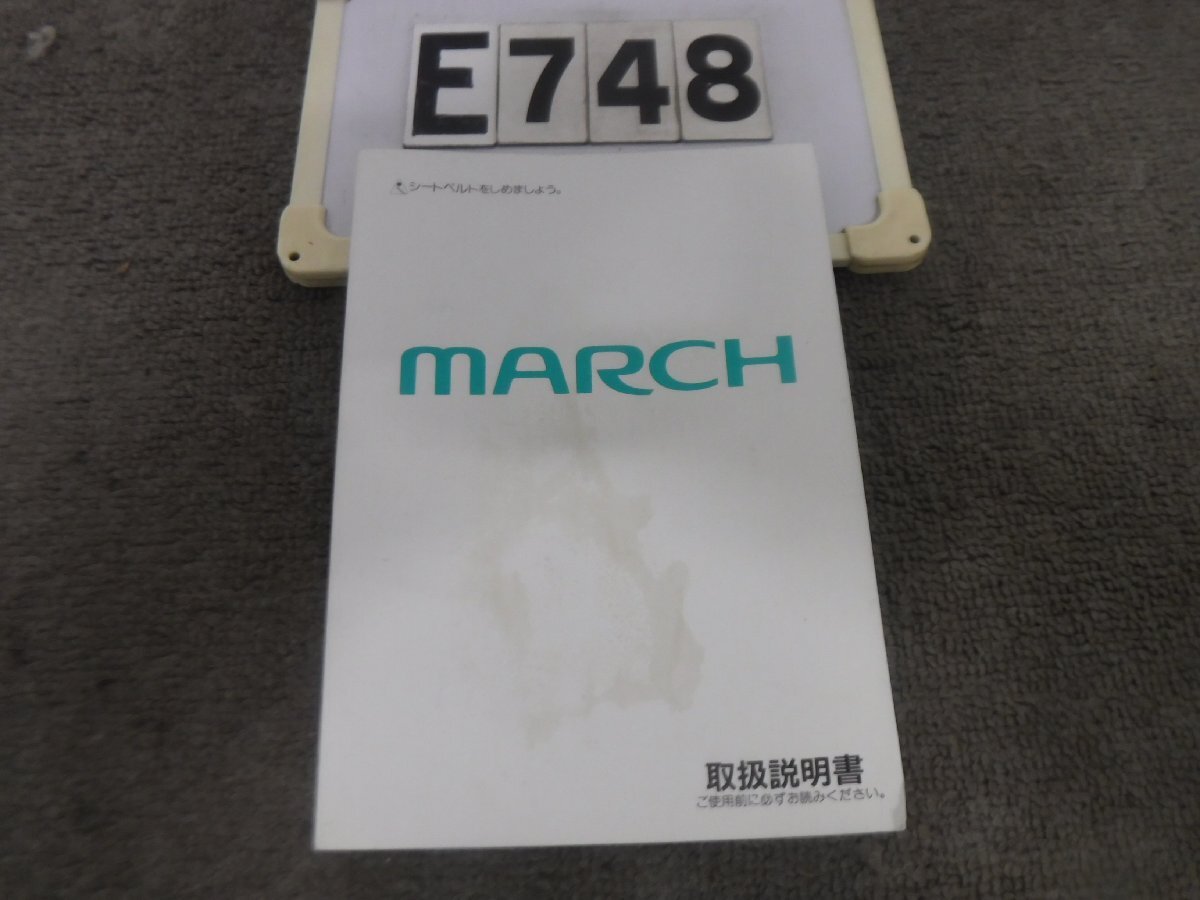 E748
シートベルトをしめましょう。
MARCH
取扱説明書
ご使用前に必ずお読みください。